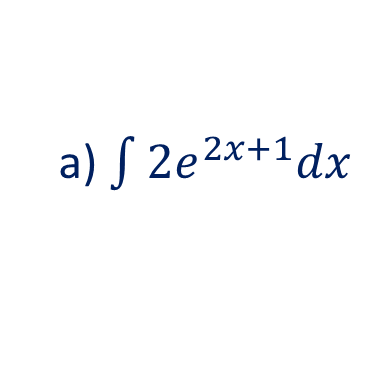 a) ∫ 2e^{2x+1}dx